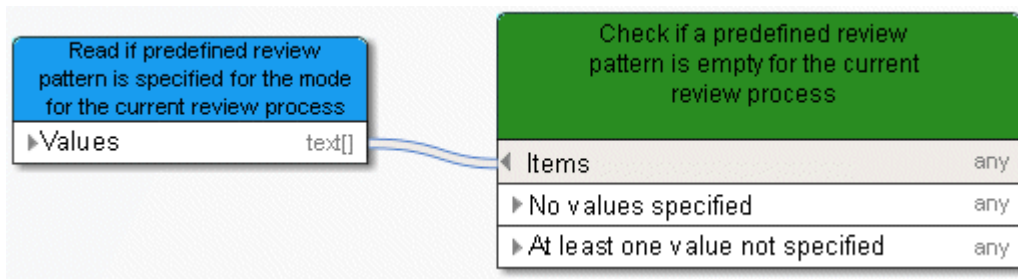 Read if predefined review
pattern is specified for the mode
for the current review process
Values text[]
Check if a predefined review
pattern is empty for the current
review process
Items any
No values specified any
At least one value not specified any